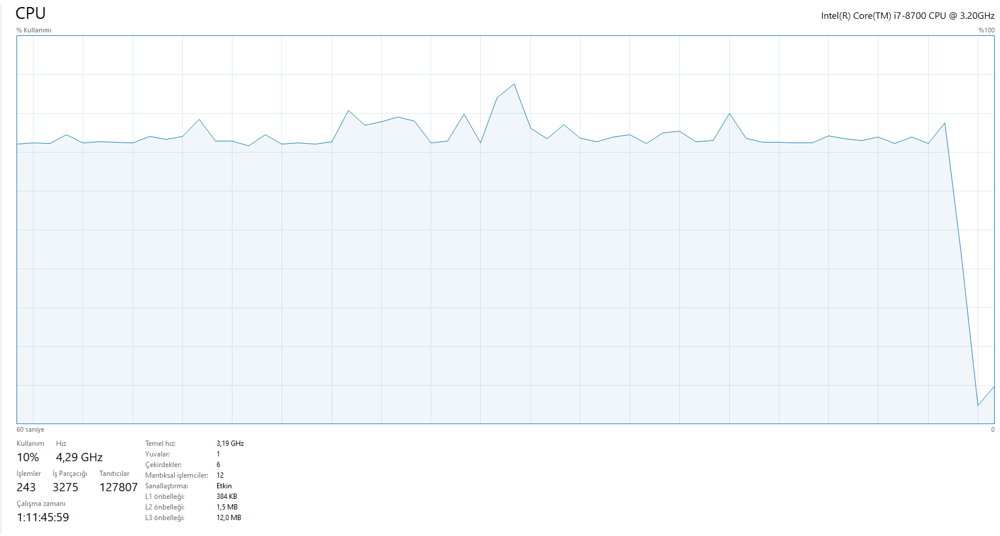 CPU
Intel(R) Core(TM) i7-8700 CPU @ 3.20GHz
% Kullanımı
%100
60 saniye
0
Kullanım
Hız
10%
4,29 GHz
İşlemler
İş Parçacığı
Tanıtıcılar
243
3275
127807
Çalışma zamanı
1:11:45:59
Temel hız: 3,19 GHz
Yuvalar: 1
Çekirdekler: 6
Mantıksal işlemciler: 12
Sanallaştırma: Etkin
L1 önbelleği: 384 KB
L2 önbelleği: 1,5 MB
L3 önbelleği: 12,0 MB